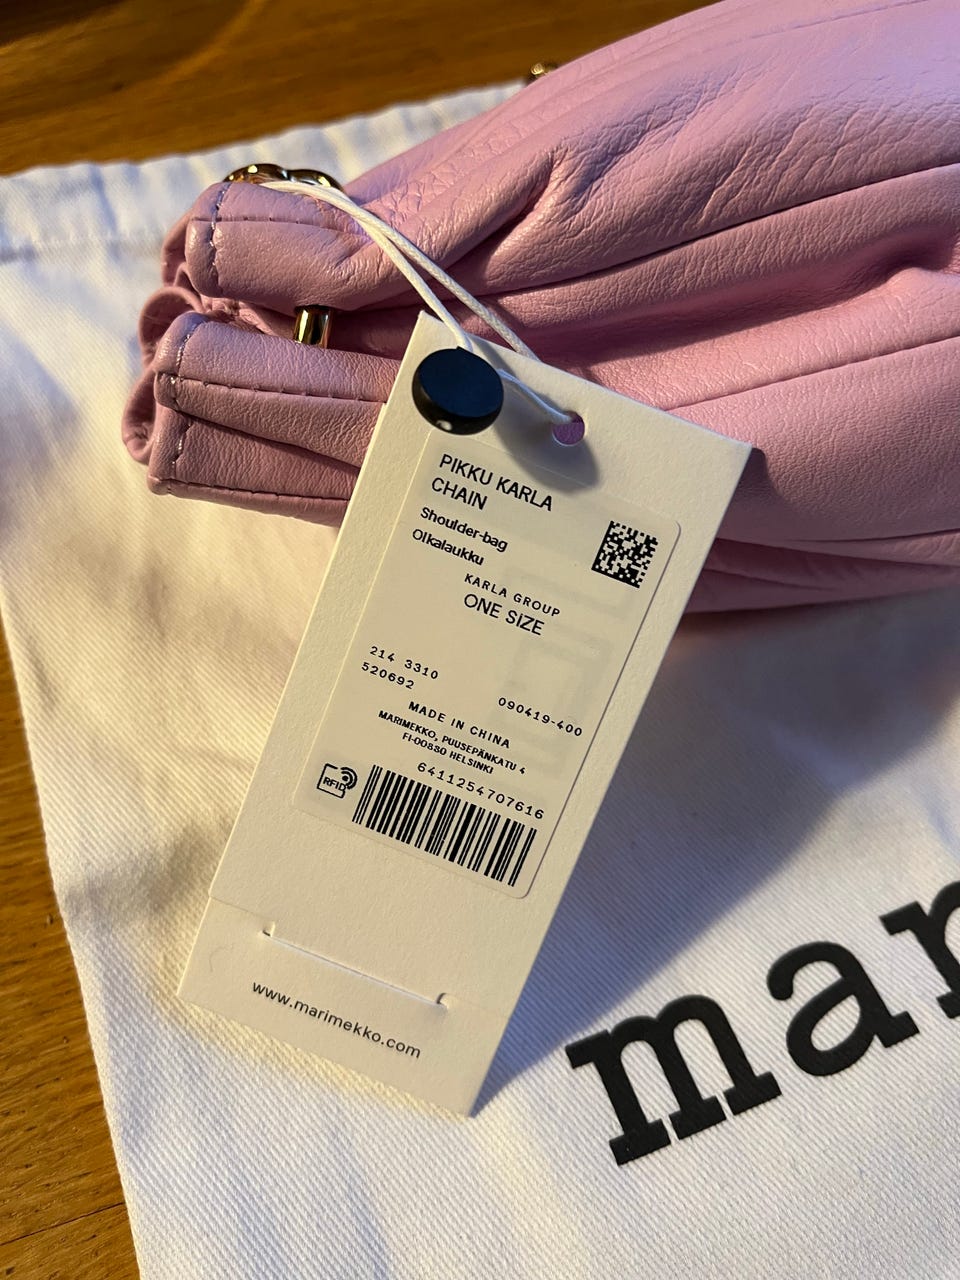 PIKKU KARLA
CHAIN
Shoulder-bag
Olkalaukku
KARLA GROUP
ONE SIZE
214 3310
520692
090419-400
MADE IN CHINA
MARIMEKKO, PUUSEPÄNKATU 4
FI-00880 HELSINKI
RFID
6411254707616
www.marimekko.com
mar